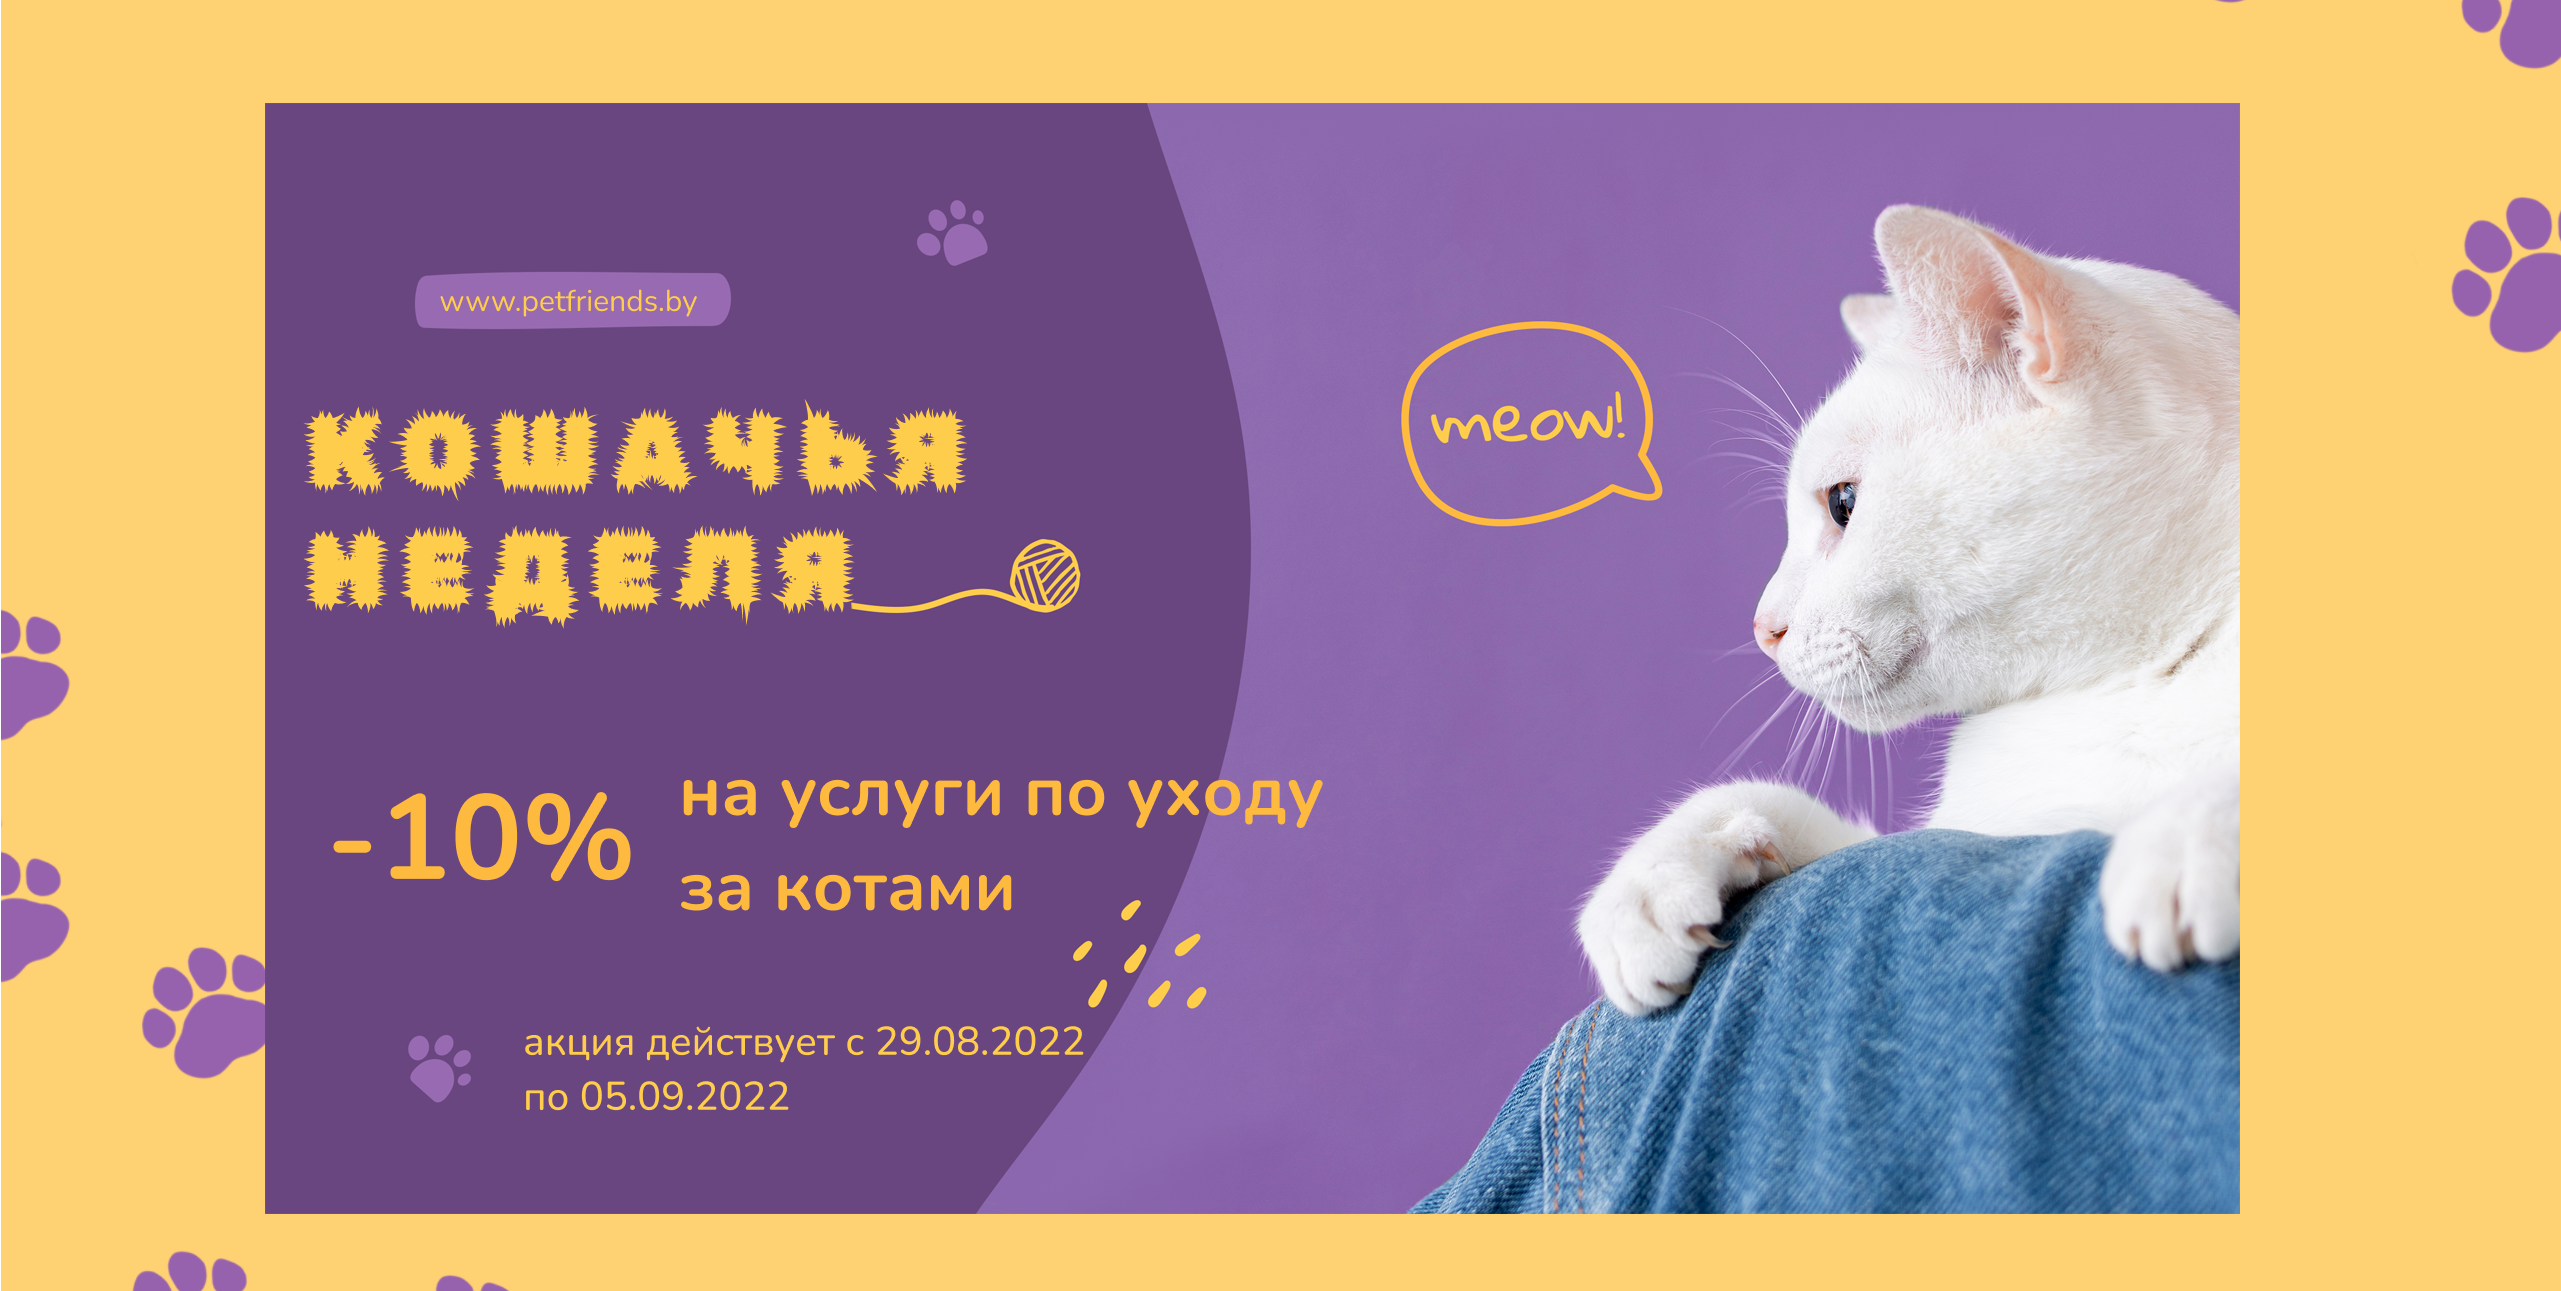 www.petfriends.by
КОШАЧЬЯ
НЕДЕЛЯ
meow!
-10%
на услуги по уходу
за котами
акция действует с 29.08.2022
по 05.09.2022